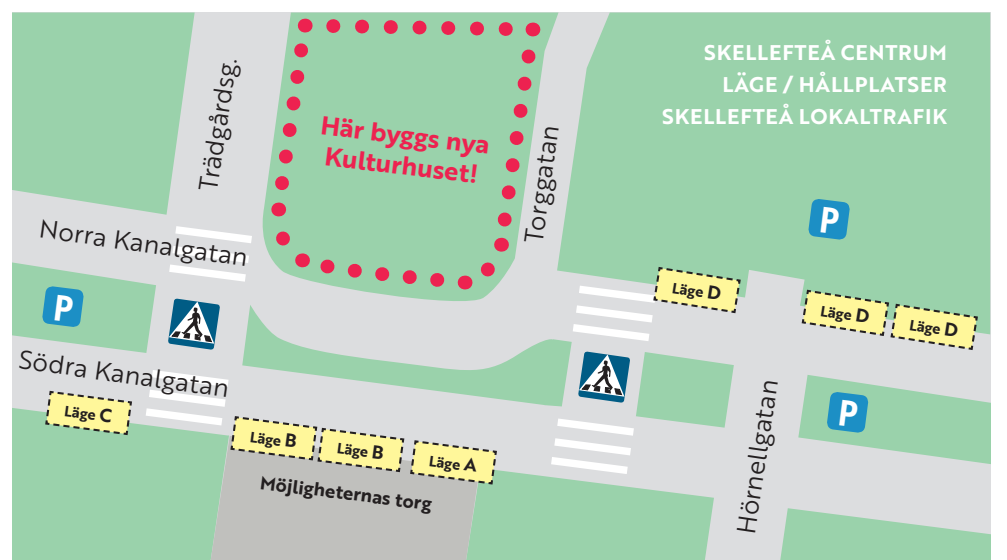 SKELLEFTEÅ CENTRUM
LÄGE / HÅLLPLATSER
SKELLEFTEÅ LOKALTRAFIK
Trädgårdsg.
Här byggs nya
Kulturhuset!
Torggatan
P
Norra Kanalgatan
Läge D
Läge D
Läge D
P
Södra Kanalgatan
P
Läge C
Läge B
Läge B
Läge A
Hörnellgatan
Möjligheternas torg